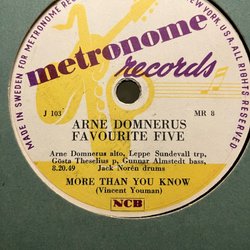 MADE IN SWEDEN FOR METRONOME RECORDS
NEW YORK, U.S.A. ALL RIGHTS RESERVED
metronome
records
J 103
MR 8
ARNE DOMNERUS
FAVOURITE FIVE
Arne Domnerus alto, Leppe Sundevall trp,
Gösta Theselius p, Gunnar Almstedt bass,
8.20.49 Jack Norén drums
MORE THAN YOU KNOW
(Vincent Youman)
NCB